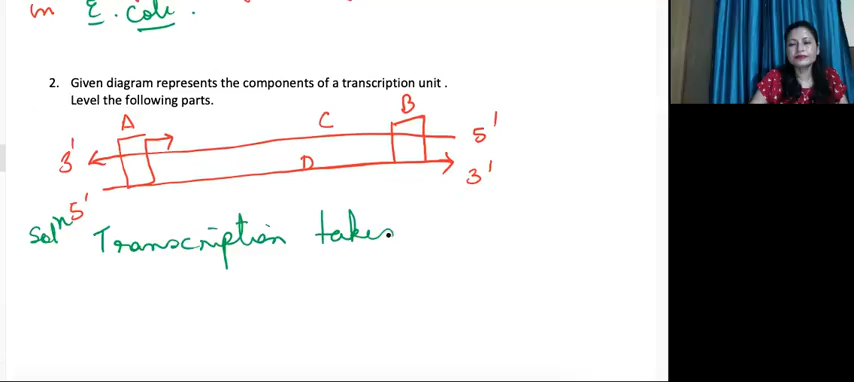 in E. Coli.
2. Given diagram represents the components of a transcription unit .
Level the following parts.
A
B
C
3'
5'
D
3'
5'
Solⁿ Transcription takes